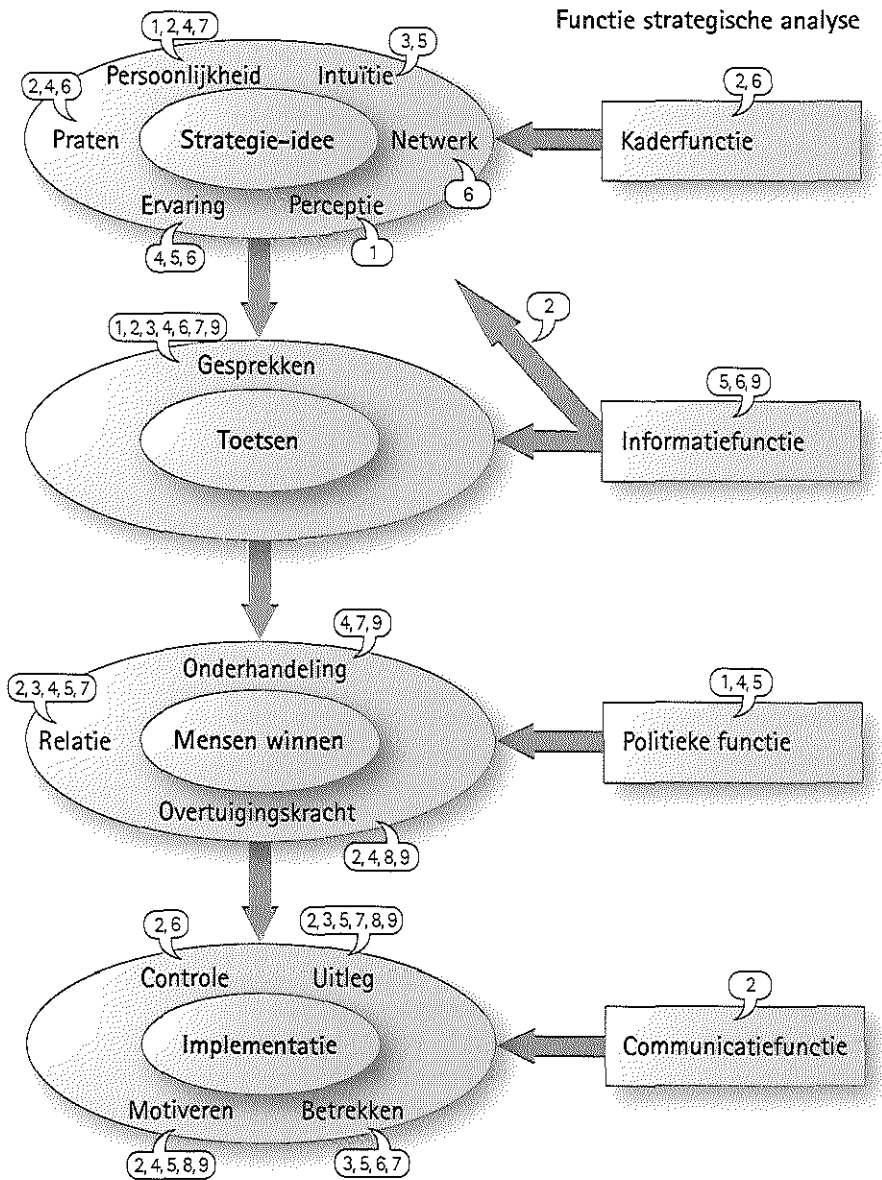 Functie strategische analyse
1, 2, 4, 7
3, 5
Persoonlijkheid
Intuïtie
2, 4, 6
2, 6
Praten
Strategie-idee
Netwerk
Kaderfunctie
6
Ervaring
Perceptie
4, 5, 6
1
2
1, 2, 3, 4, 6, 7, 9
Gesprekken
5, 6, 9
Toetsen
Informatiefunctie
4, 7, 9
Onderhandeling
2, 3, 4, 5, 7
1, 4, 5
Relatie
Mensen winnen
Politieke functie
Overtuigingskracht
2, 4, 8, 9
2, 6
2, 3, 5, 7, 8, 9
Controle
Uitleg
2
Implementatie
Communicatiefunctie
Motiveren
Betrekken
2, 4, 5, 8, 9
3, 5, 6, 7